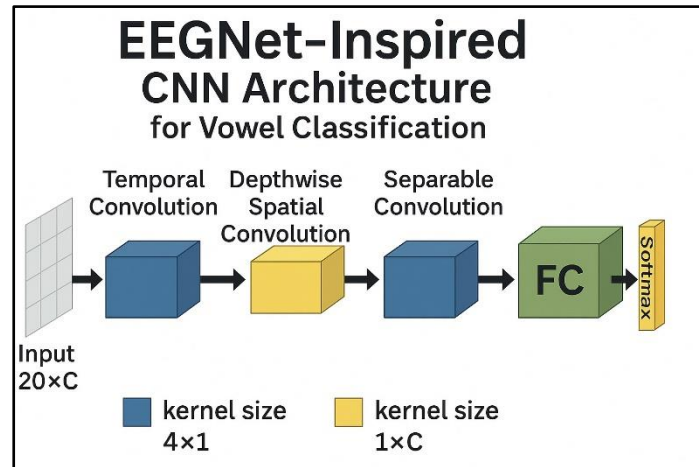 EEGNet–Inspired
CNN Architecture
for Vowel Classification
Temporal
Convolution
Depthwise
Spatial
Convolution
Separable
Convolution
FC
Softmax
Input
20×C
kernel size
4×1
kernel size
1×C